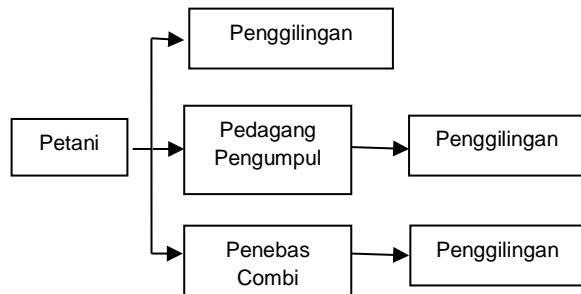 Penggilingan
Petani
Pedagang
Pengumpul
Penggilingan
Penebas
Combi
Penggilingan